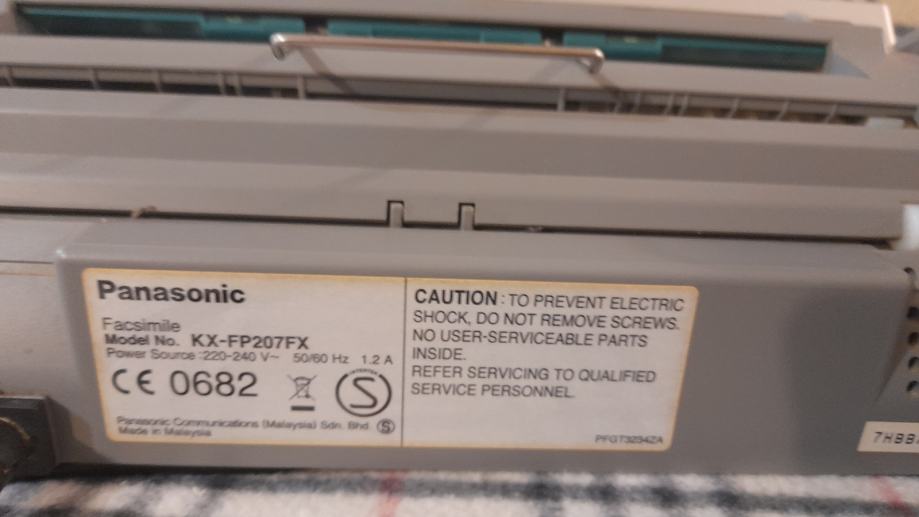 Panasonic
Facsimile
Model No. KX-FP207FX
Power Source :220-240 V~ 50/60 Hz 1.2 A
CE 0682
S
Panasonic Communications (Malaysia) Sdn. Bhd. S
Made in Malaysia
CAUTION : TO PREVENT ELECTRIC
SHOCK, DO NOT REMOVE SCREWS.
NO USER-SERVICEABLE PARTS
INSIDE.
REFER SERVICING TO QUALIFIED
SERVICE PERSONNEL.